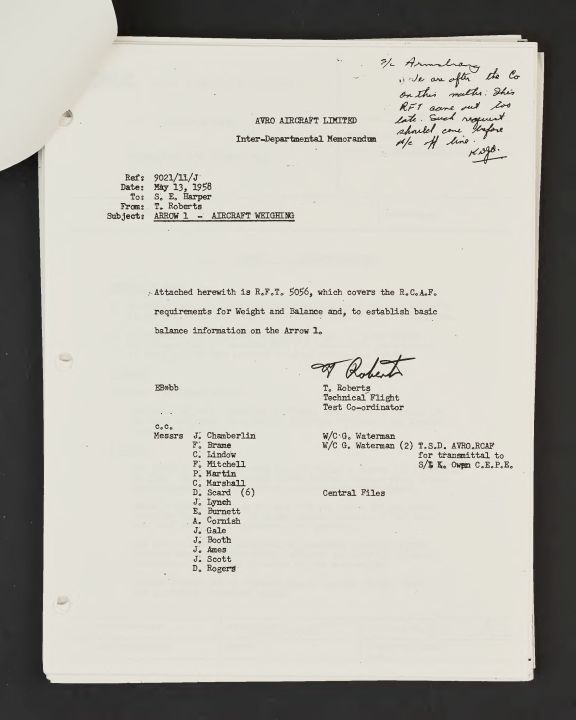 S/L Armstrong
We are after the Co
on this matter. This
RFT came out too
late. Such request
should come before
A/C off line.
AVRO AIRCRAFT LIMITED
Inter-Departmental Memorandum
Ref: 9021/11/J
Date: May 13, 1958
To: S. E. Harper
From: T. Roberts
Subject: ARROW 1 - AIRCRAFT WEIGHING
Attached herewith is R.F.T. 5056, which covers the R.C.A.F.
requirements for Weight and Balance and, to establish basic
balance information on the Arrow 1.
T Roberts
EB*bb T. Roberts
Technical Flight
Test Co-ordinator
c.c.
Messrs J. Chamberlin W/C G. Waterman
F. Brame W/C G. Waterman (2) T.S.D. AVRO.RCAF
C. Lindow for transmittal to
F. Mitchell S/L K. Owen C.E.P.E.
P. Martin
C. Marshall
D. Scard (6) Central Files
J. Lynch
E. Burnett
A. Cornish
J. Gale
J. Booth
J. Ames
J. Scott
D. Rogers